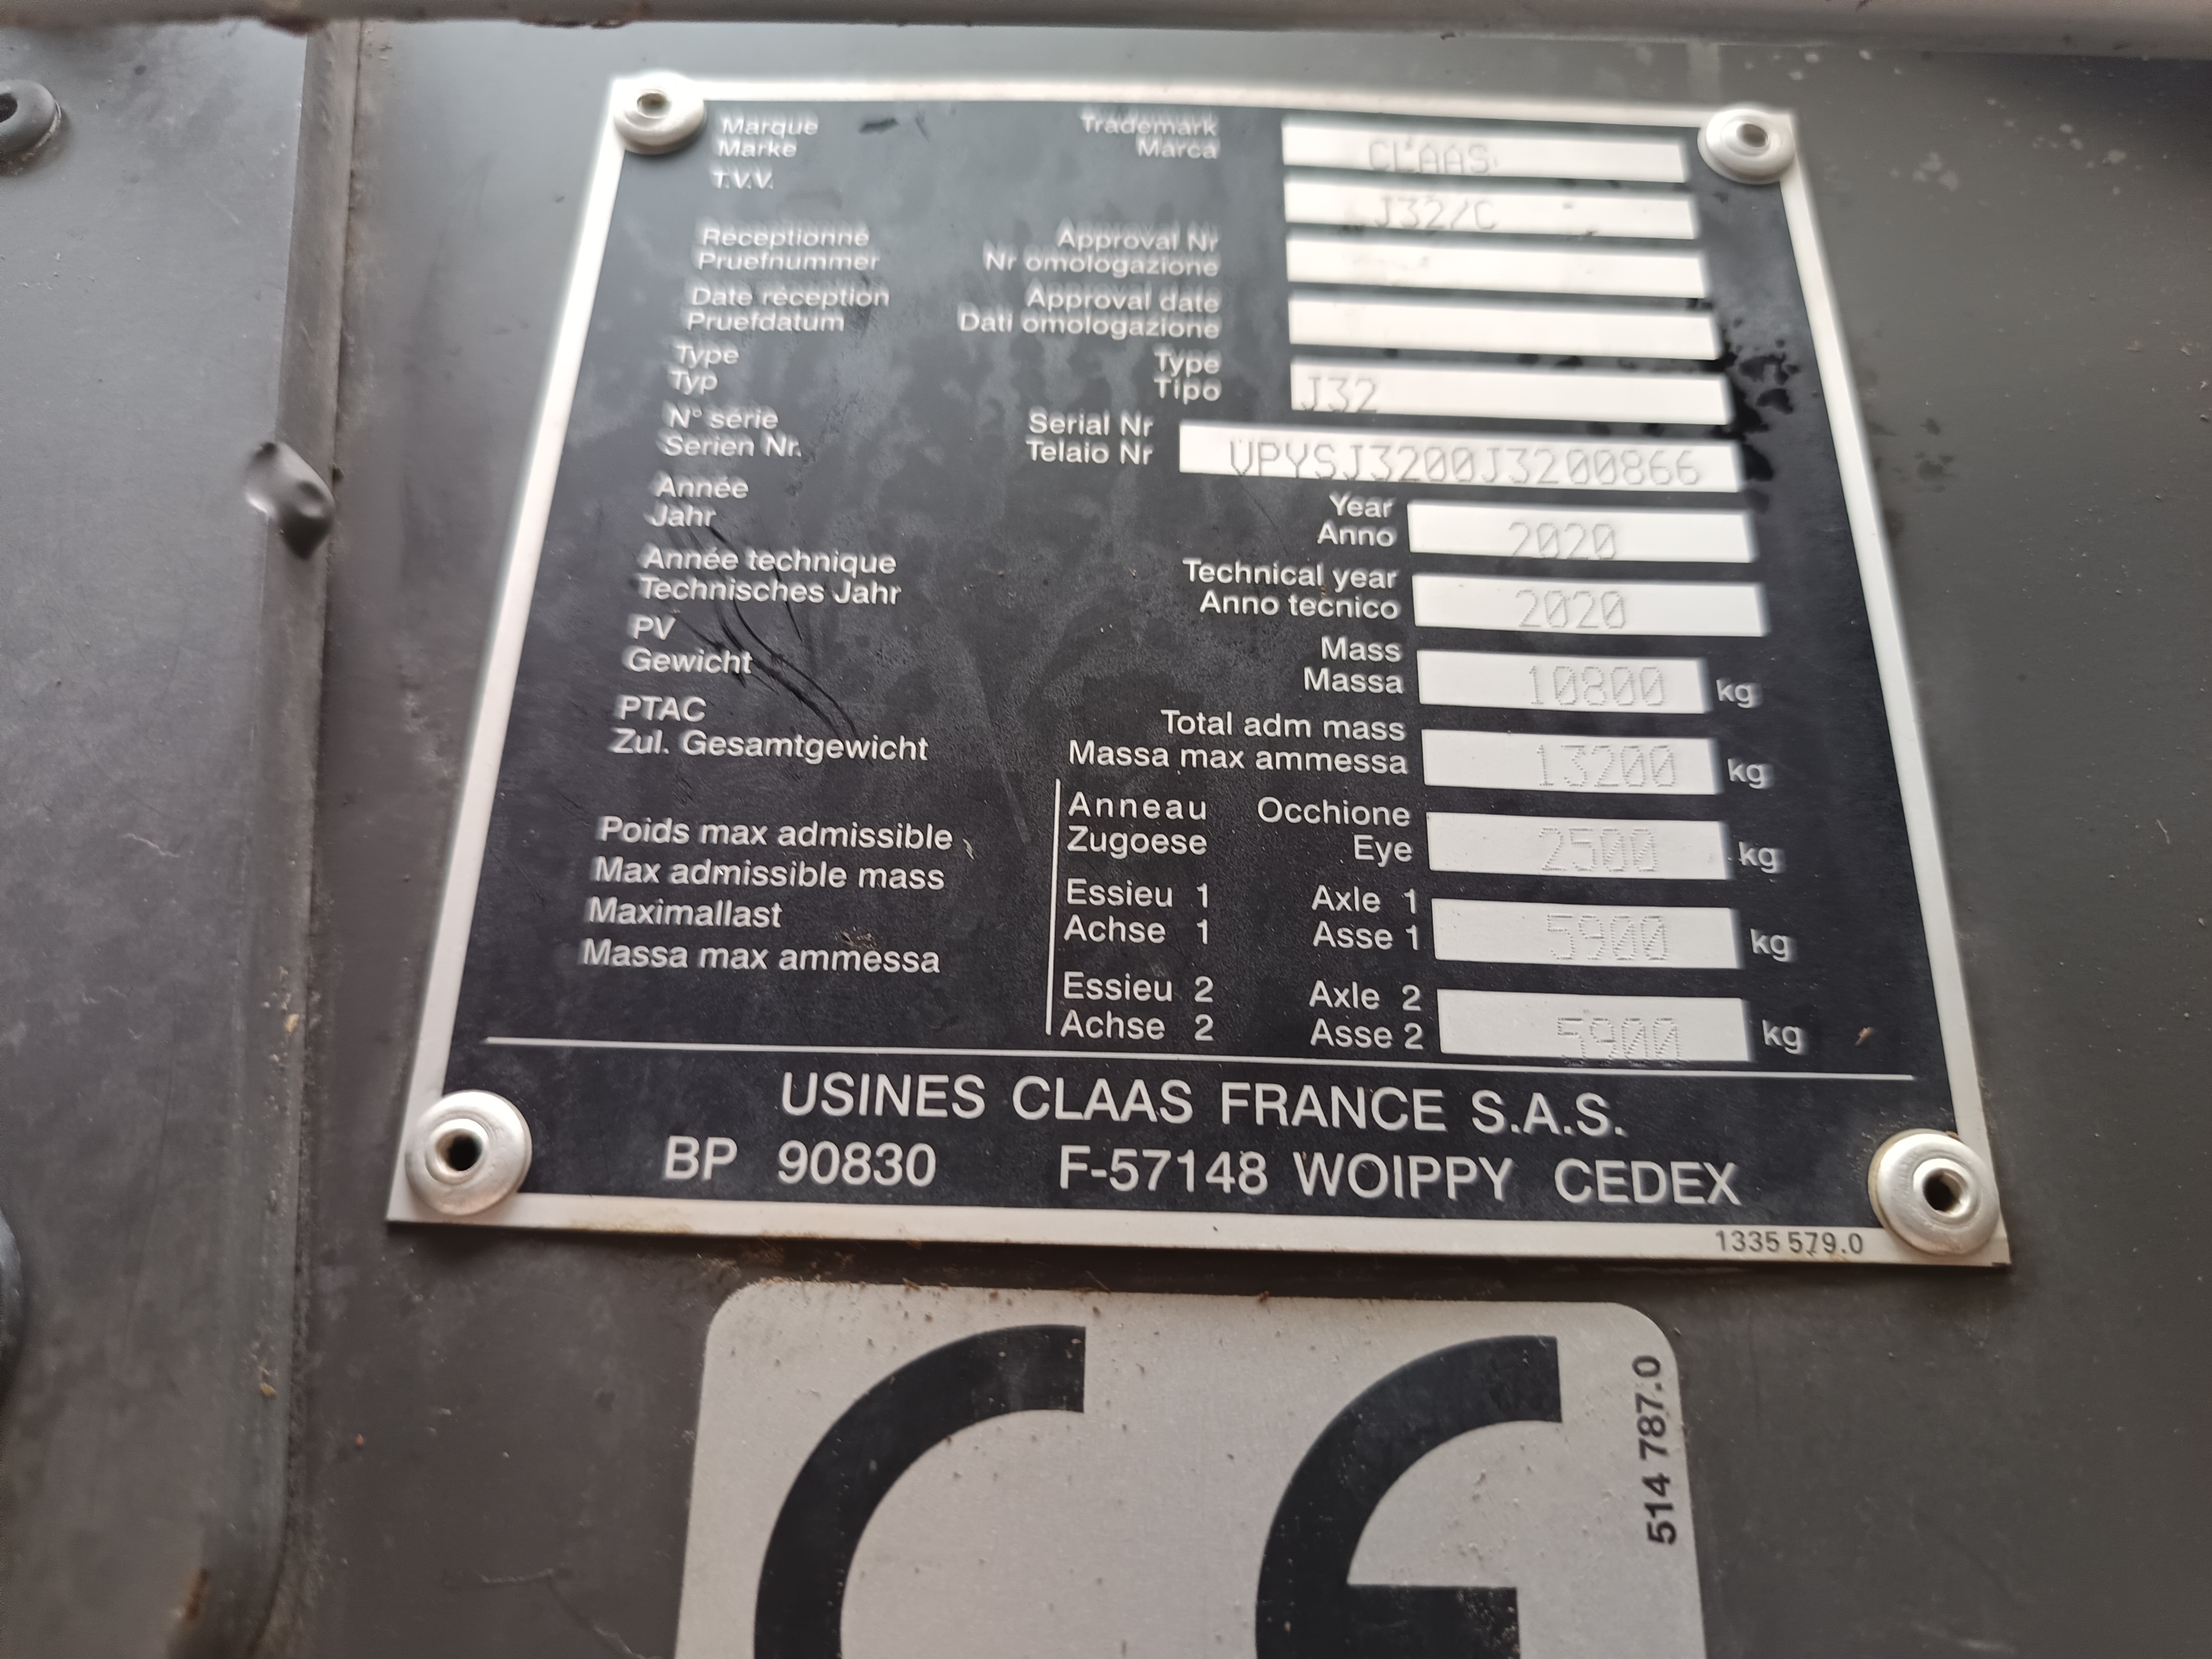 Marque Trademark CLAAS
Marke Marca
T.V.V. J32/C
Receptionné Approval Nr
Pruefnummer Nr omologazione
Date réception Approval date
Pruefdatum Dati omologazione
Type Type
Typ Tipo J32
N° série Serial Nr
Serien Nr. Telaio Nr VPYSJ3200J3200866
Année Year
Jahr Anno 2020
Année technique Technical year
Technisches Jahr Anno tecnico 2020
PV Mass
Gewicht Massa 10800 kg
PTAC Total adm mass
Zul. Gesamtgewicht Massa max ammessa 13200 kg
Poids max admissible
Max admissible mass
Maximallast
Massa max ammessa
Anneau Occhione
Zugoese Eye 2500 kg
Essieu 1 Axle 1
Achse 1 Asse 1 5900 kg
Essieu 2 Axle 2
Achse 2 Asse 2 5900 kg
USINES CLAAS FRANCE S.A.S.
BP 90830 F-57148 WOIPPY CEDEX
1335 579.0
CE
514 787.0